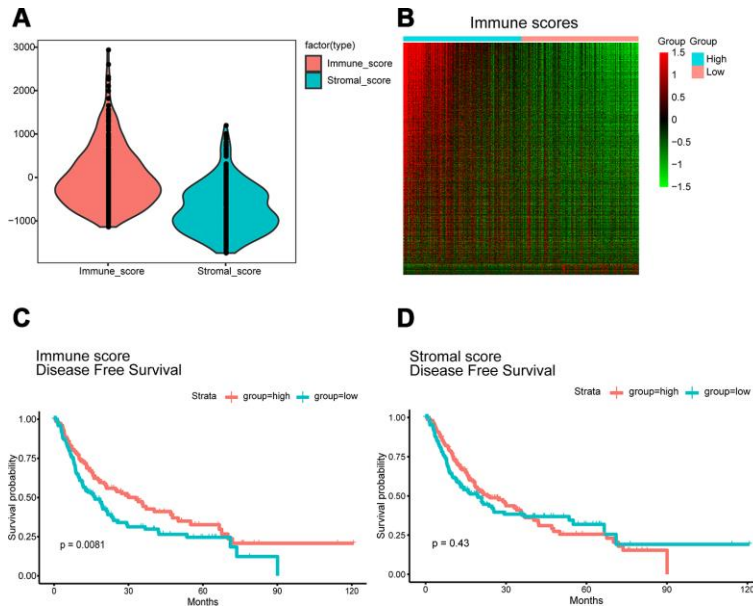 A
3000
2000
1000
0
−1000
Immune_score
Stromal_score
factor(type)
Immune_score
Stromal_score
B
Immune scores
Group
1.5
1
0.5
0
−0.5
−1
−1.5
Group
High
Low
C
Immune score
Disease Free Survival
Strata
group=high
group=low
Survival probability
1.00
0.75
0.50
0.25
0.00
p = 0.0081
0
30
60
90
120
Months
D
Stromal score
Disease Free Survival
Strata
group=high
group=low
Survival probability
1.00
0.75
0.50
0.25
0.00
p = 0.43
0
30
60
90
120
Months